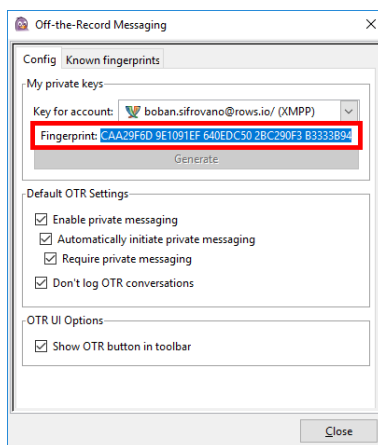 Off-the-Record Messaging
Config Known fingerprints
My private keys
Key for account: boban.sifrovano@rows.io/ (XMPP)
Fingerprint: CAA29F6D 9E1091EF 640EDC50 2BC290F3 B3333B94
Generate
Default OTR Settings
Enable private messaging
Automatically initiate private messaging
Require private messaging
Don't log OTR conversations
OTR UI Options
Show OTR button in toolbar
Close